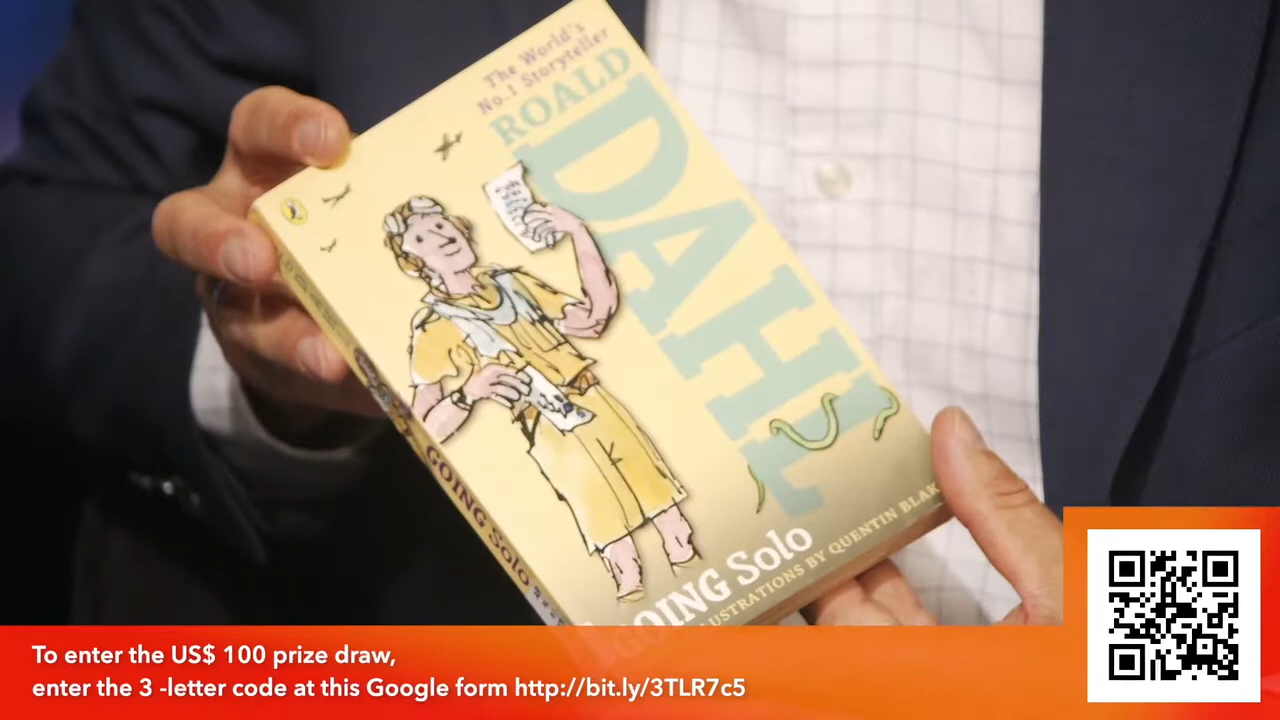 The World's
No.1 Storyteller
ROALD
DAHL
GOING Solo
ILLUSTRATIONS BY QUENTIN BLAK
GOING Solo
To enter the US$ 100 prize draw,
enter the 3 -letter code at this Google form http://bit.ly/3TLR7c5